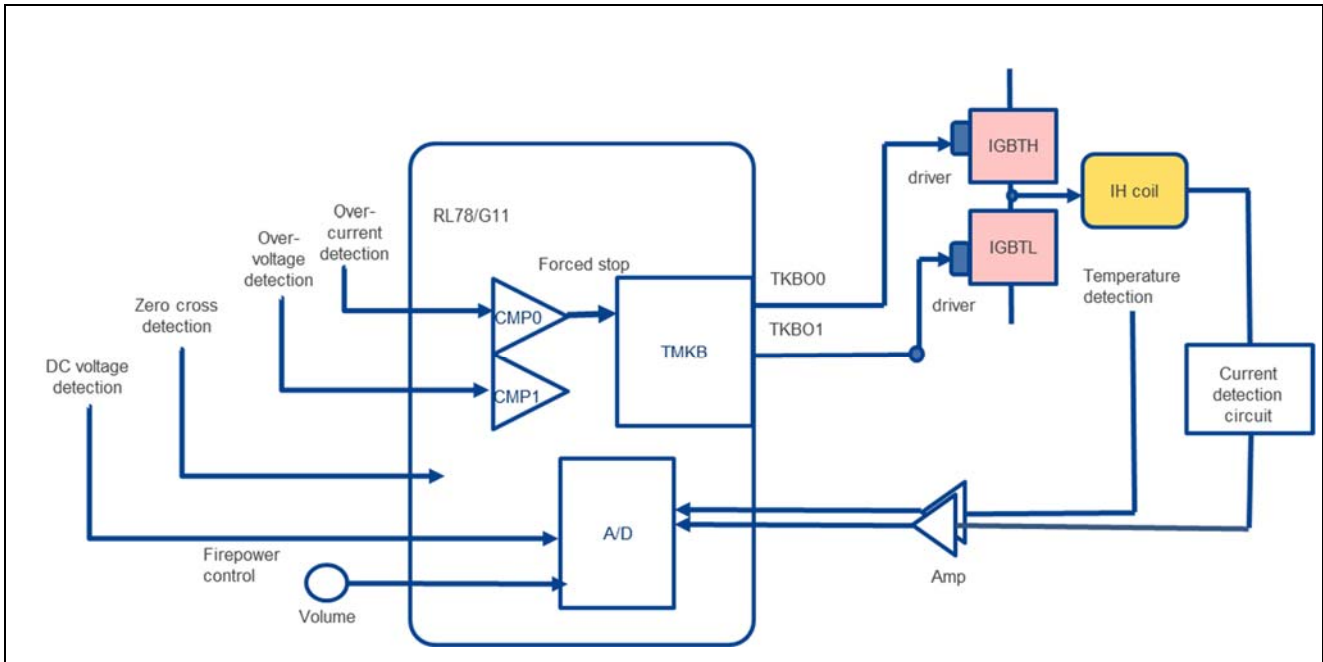 IGBTH
driver
IH coil
RL78/G11
Over-
current
detection
Over-
voltage
detection
Forced stop
TKBO0
IGBTL
Temperature
detection
Zero cross
detection
CMP0
driver
TKBO1
TMKB
DC voltage
detection
CMP1
Current
detection
circuit
A/D
Firepower
control
Amp
Volume